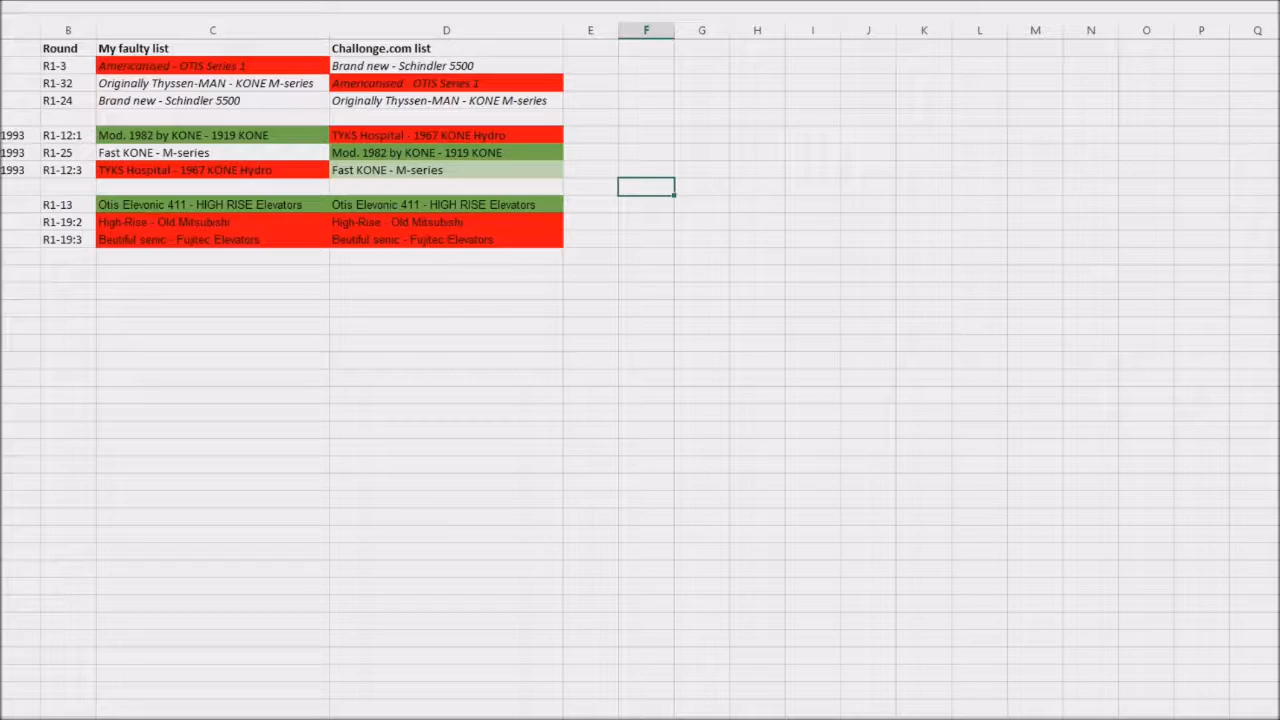 B C D E F G H I J K L M N O P Q
Round My faulty list Challonge.com list
R1-3 Americanised - OTIS Series 1 Brand new - Schindler 5500
R1-32 Originally Thyssen-MAN - KONE M-series Americanised - OTIS Series 1
R1-24 Brand new - Schindler 5500 Originally Thyssen-MAN - KONE M-series
1993 R1-12:1 Mod. 1982 by KONE - 1919 KONE TYKS Hospital - 1967 KONE Hydro
1993 R1-25 Fast KONE - M-series Mod. 1982 by KONE - 1919 KONE
1993 R1-12:3 TYKS Hospital - 1967 KONE Hydro Fast KONE - M-series
R1-13 Otis Elevonic 411 - HIGH RISE Elevators Otis Elevonic 411 - HIGH RISE Elevators
R1-19:2 High-Rise - Old Mitsubishi High-Rise - Old Mitsubishi
R1-19:3 Beutiful senic - Fujitec Elevators Beutiful senic - Fujitec Elevators